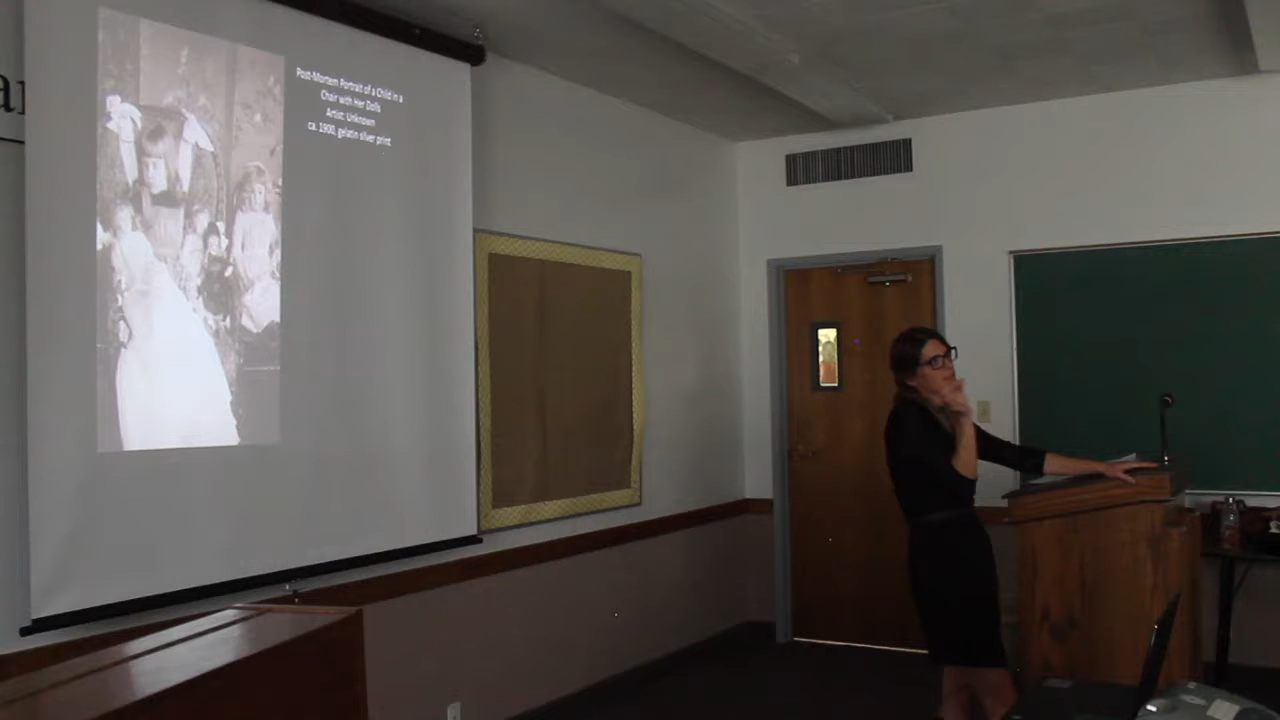 Post-Mortem Portrait of a Child in a
Chair with Her Dolls
Artist: Unknown
ca. 1900, gelatin silver print